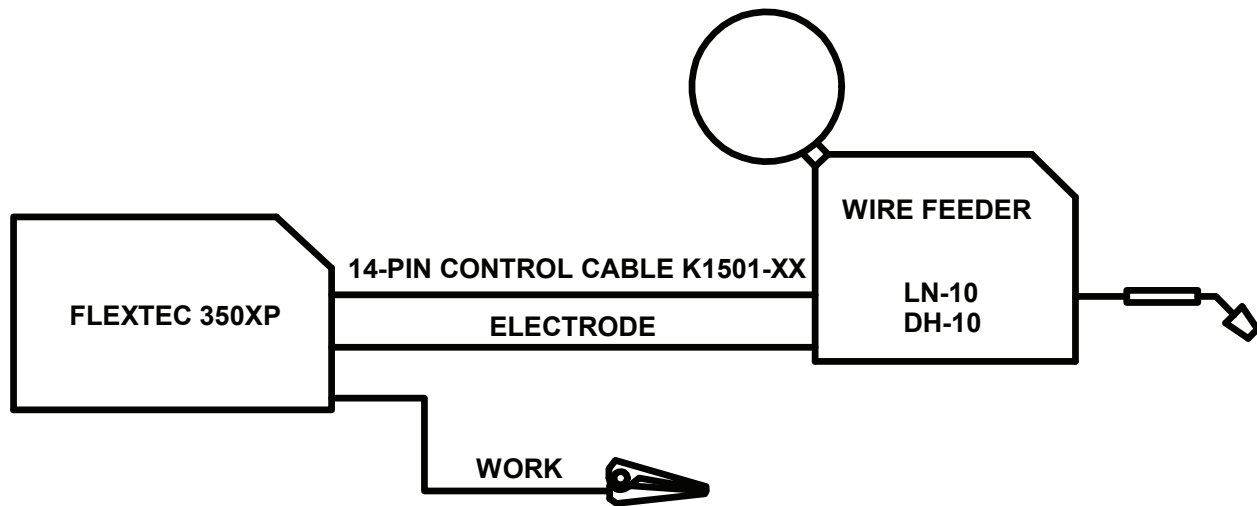 WIRE FEEDER
14-PIN CONTROL CABLE K1501-XX
LN-10
DH-10
FLEXTEC 350XP
ELECTRODE
WORK